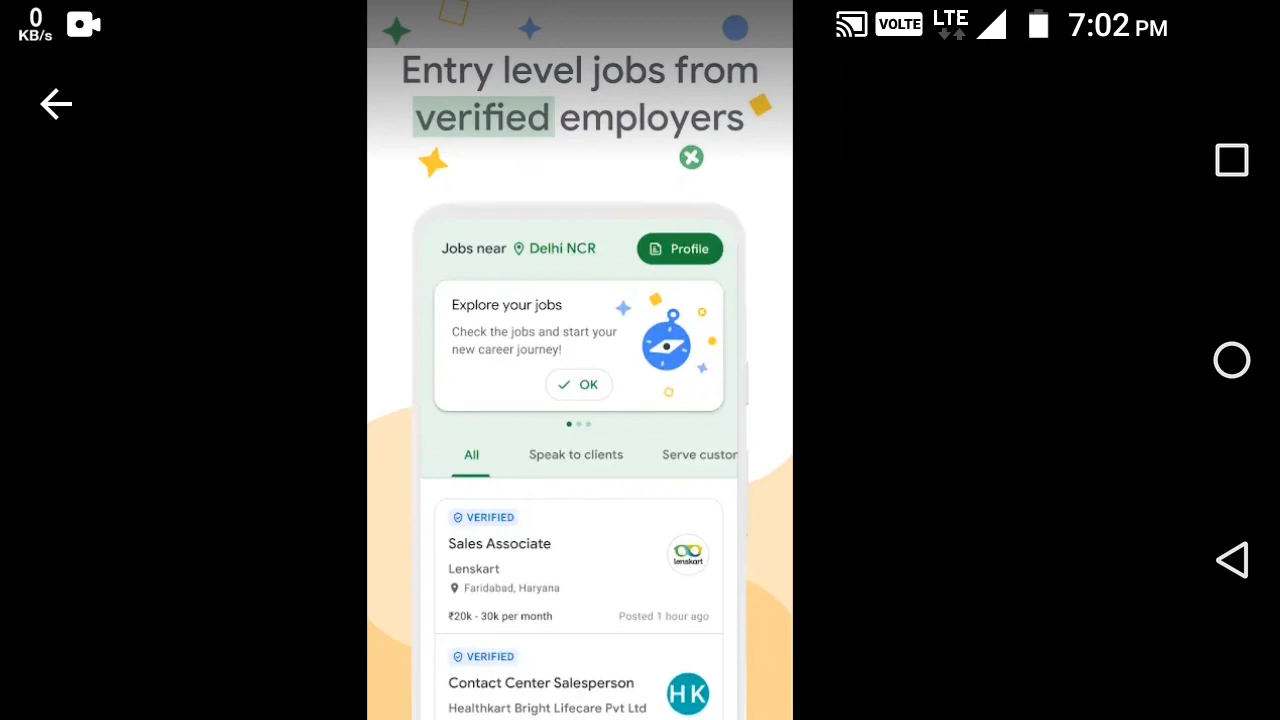 0
KB/s
VOLTE
LTE
7:02 PM
Entry level jobs from
verified employers
Jobs near Delhi NCR
Profile
Explore your jobs
Check the jobs and start your
new career journey!
OK
All Speak to clients Serve custor
VERIFIED
Sales Associate
Lenskart
lenskart
Faridabad, Haryana
₹20k - 30k per month Posted 1 hour ago
VERIFIED
Contact Center Salesperson
HK
Healthkart Bright Lifecare Pvt Ltd